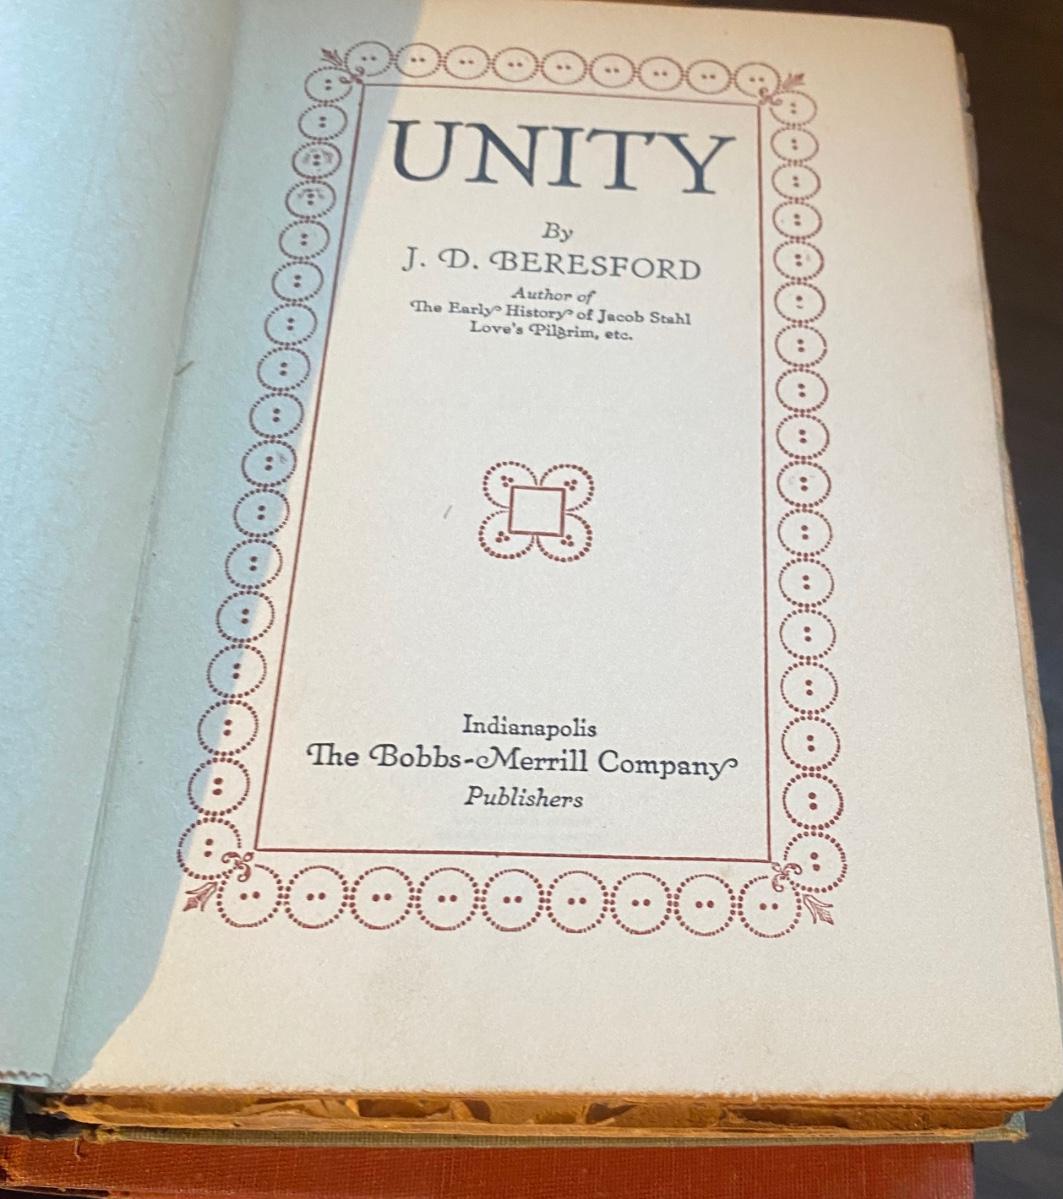 UNITY
By
J. D. BERESFORD
Author of
The Early History of Jacob Stahl
Love's Pilgrim, etc.
Indianapolis
The Bobbs-Merrill Company
Publishers